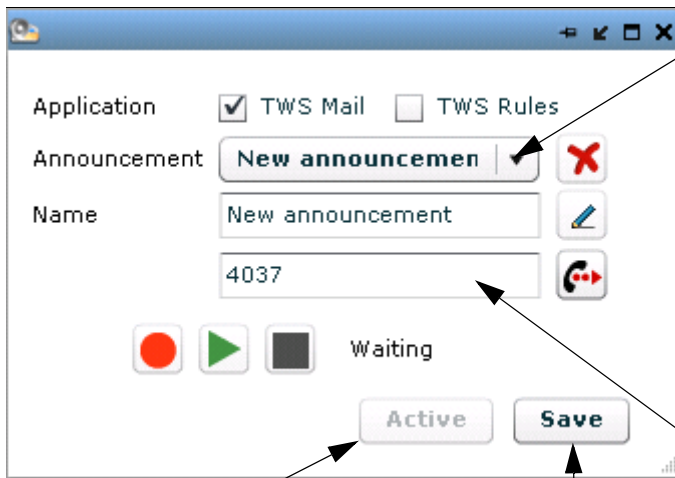 Application TWS Mail TWS Rules
Announcement New announcemen
Name New announcement
4037
Waiting
Active Save